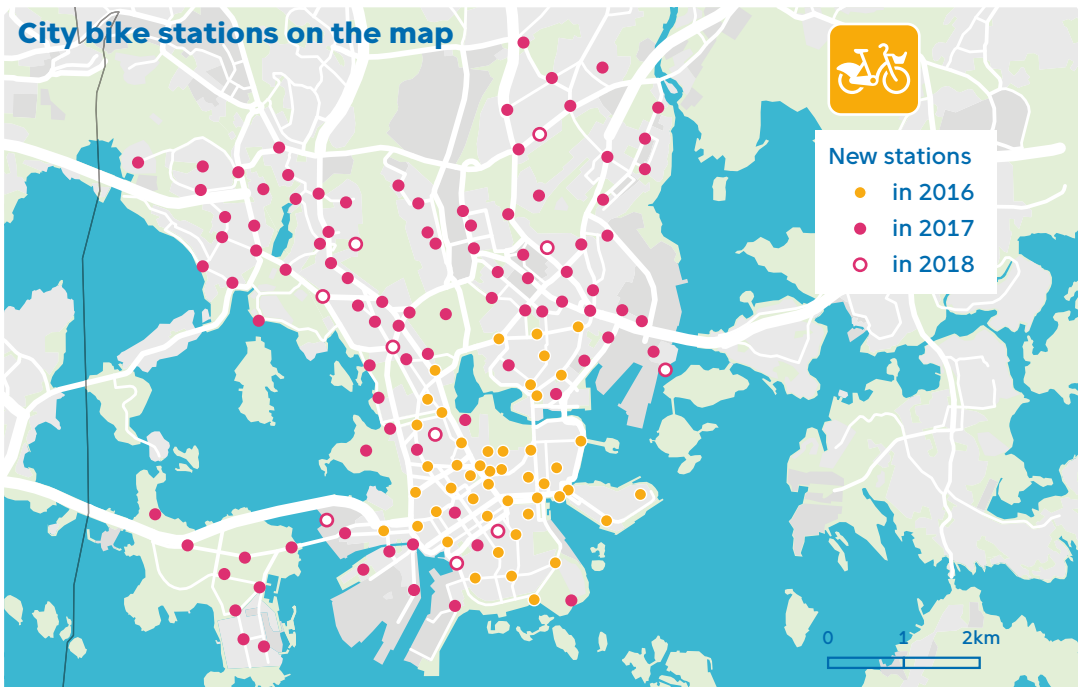 City bike stations on the map
New stations
in 2016
in 2017
in 2018
0 1 2km